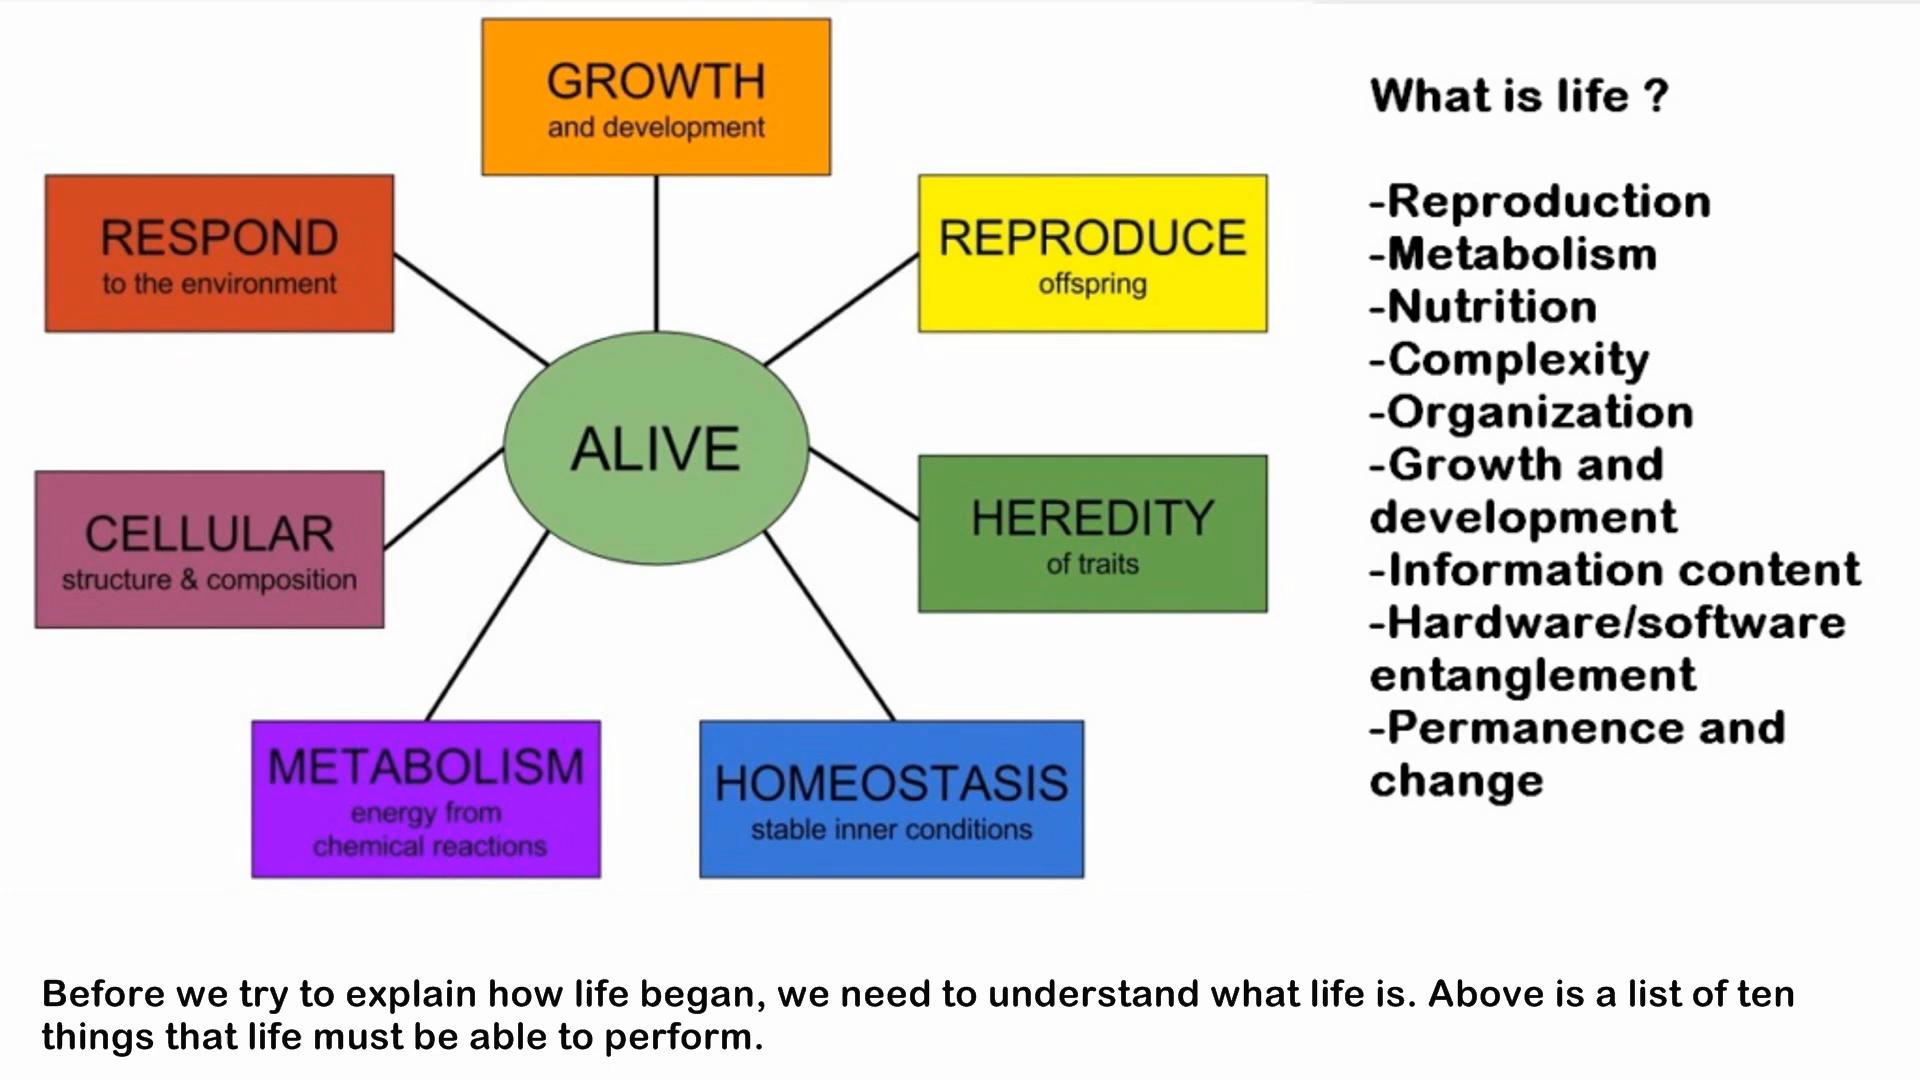 GROWTH
and development
RESPOND
to the environment
REPRODUCE
offspring
ALIVE
CELLULAR
structure & composition
HEREDITY
of traits
METABOLISM
energy from
chemical reactions
HOMEOSTASIS
stable inner conditions
What is life ?
-Reproduction
-Metabolism
-Nutrition
-Complexity
-Organization
-Growth and
development
-Information content
-Hardware/software
entanglement
-Permanence and
change
Before we try to explain how life began, we need to understand what life is. Above is a list of ten
things that life must be able to perform.